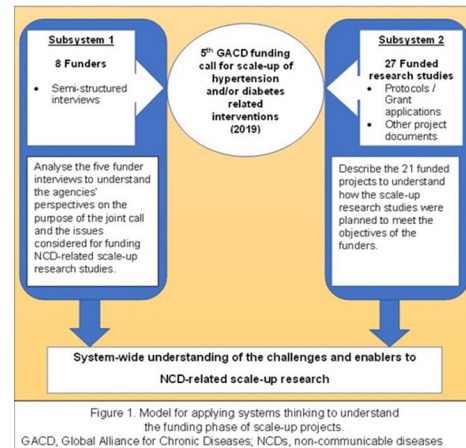 Subsystem 1
8 Funders
• Semi-structured
interviews
5th GACD funding
call for scale-up of
hypertension
and/or diabetes
related
interventions
(2019)
Subsystem 2
27 Funded
research studies
• Protocols /
Grant
applications
• Other project
documents
Analyse the five funder
interviews to understand
the agencies'
perspectives on the
purpose of the joint call
and the issues
considered for funding
NCD-related scale-up
research studies.
Describe the 21 funded
projects to understand
how the scale-up
research studies were
planned to meet the
objectives of the
funders.
System-wide understanding of the challenges and enablers to
NCD-related scale-up research
Figure 1. Model for applying systems thinking to understand
the funding phase of scale-up projects.
GACD, Global Alliance for Chronic Diseases; NCDs, non-communicable diseases